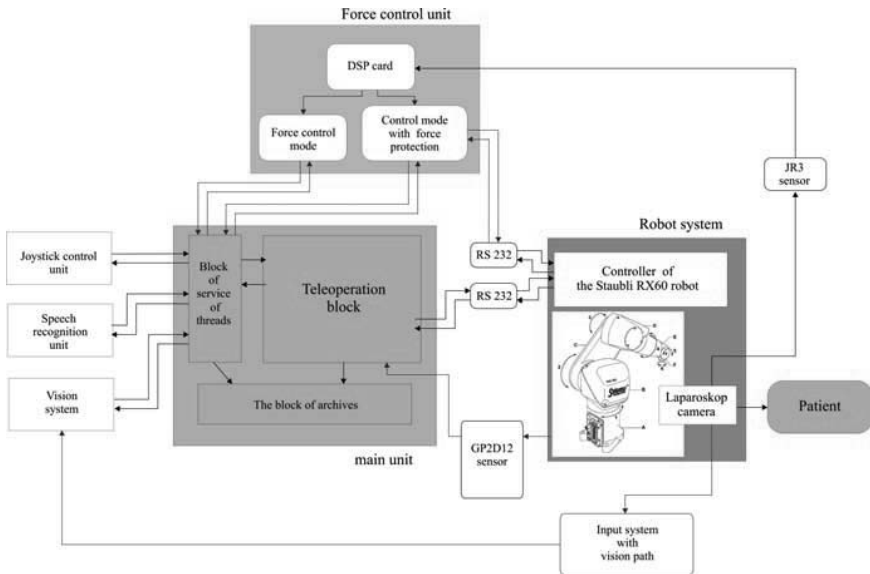 Force control unit
DSP card
Force control
mode
Control mode
with force
protection
JR3
sensor
Robot system
Joystick control
unit
Speech
recognition
unit
Vision
system
Block
of
service
of
threads
Teleoperation
block
The block of archives
main unit
RS 232
RS 232
Controller of
the Staubli RX60 robot
Laparoskop
camera
Patient
GP2D12
sensor
Input system
with
vision path